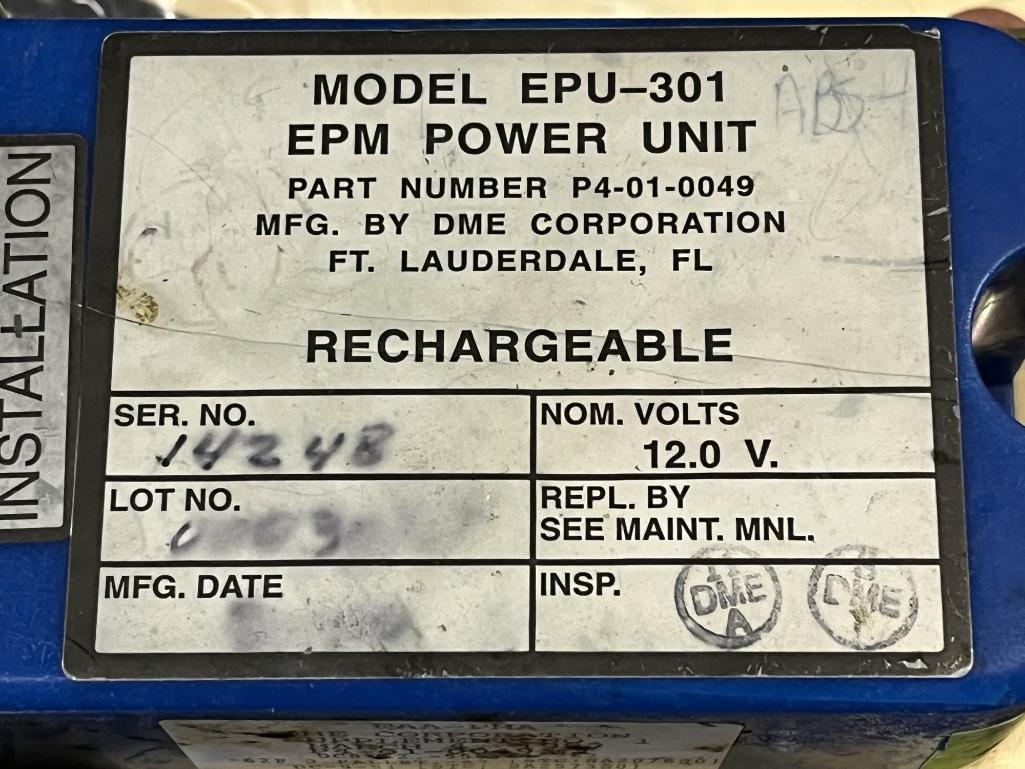 MODEL EPU-301
EPM POWER UNIT
PART NUMBER P4-01-0049
MFG. BY DME CORPORATION
FT. LAUDERDALE, FL
RECHARGEABLE
SER. NO.
14248
NOM. VOLTS
12.0 V.
LOT NO.
REPL. BY
SEE MAINT. MNL.
MFG. DATE
INSP.
DME
A
DME
INSTALLATION